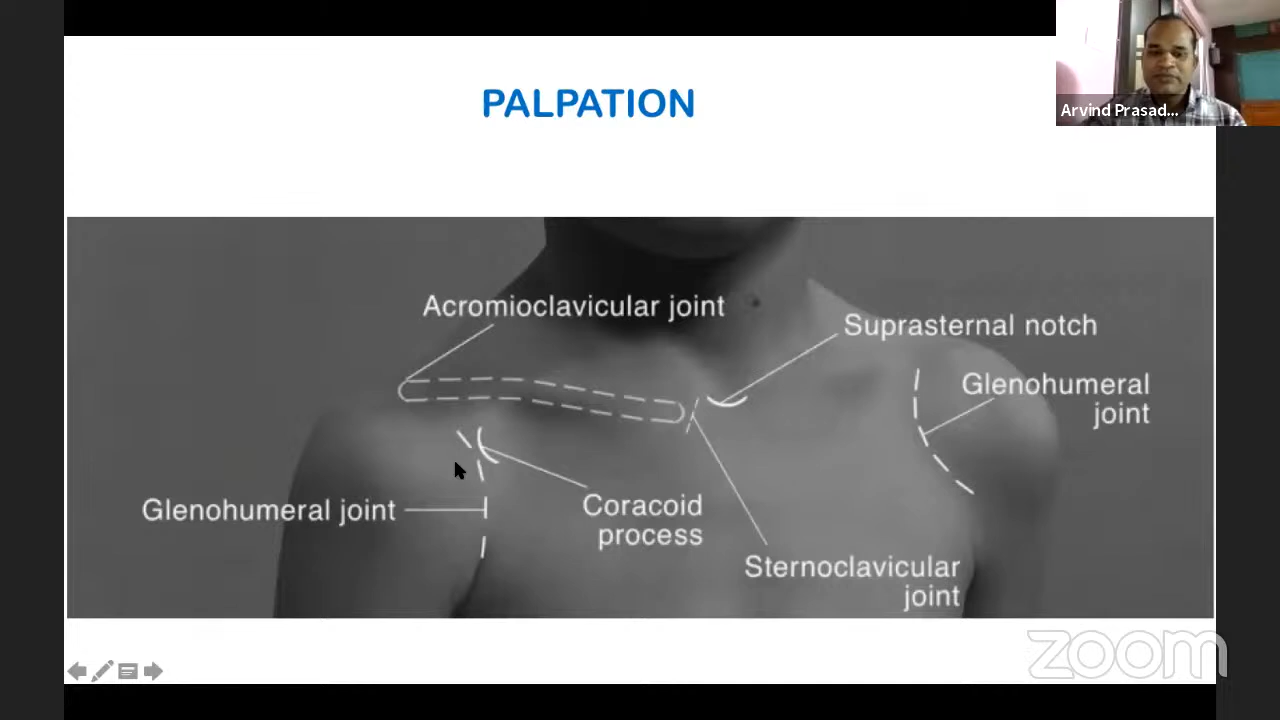 PALPATION
Arvind Prasad...
Acromioclavicular joint
Suprasternal notch
Glenohumeral
joint
Glenohumeral joint
Coracoid
process
Sternoclavicular
joint
zoom